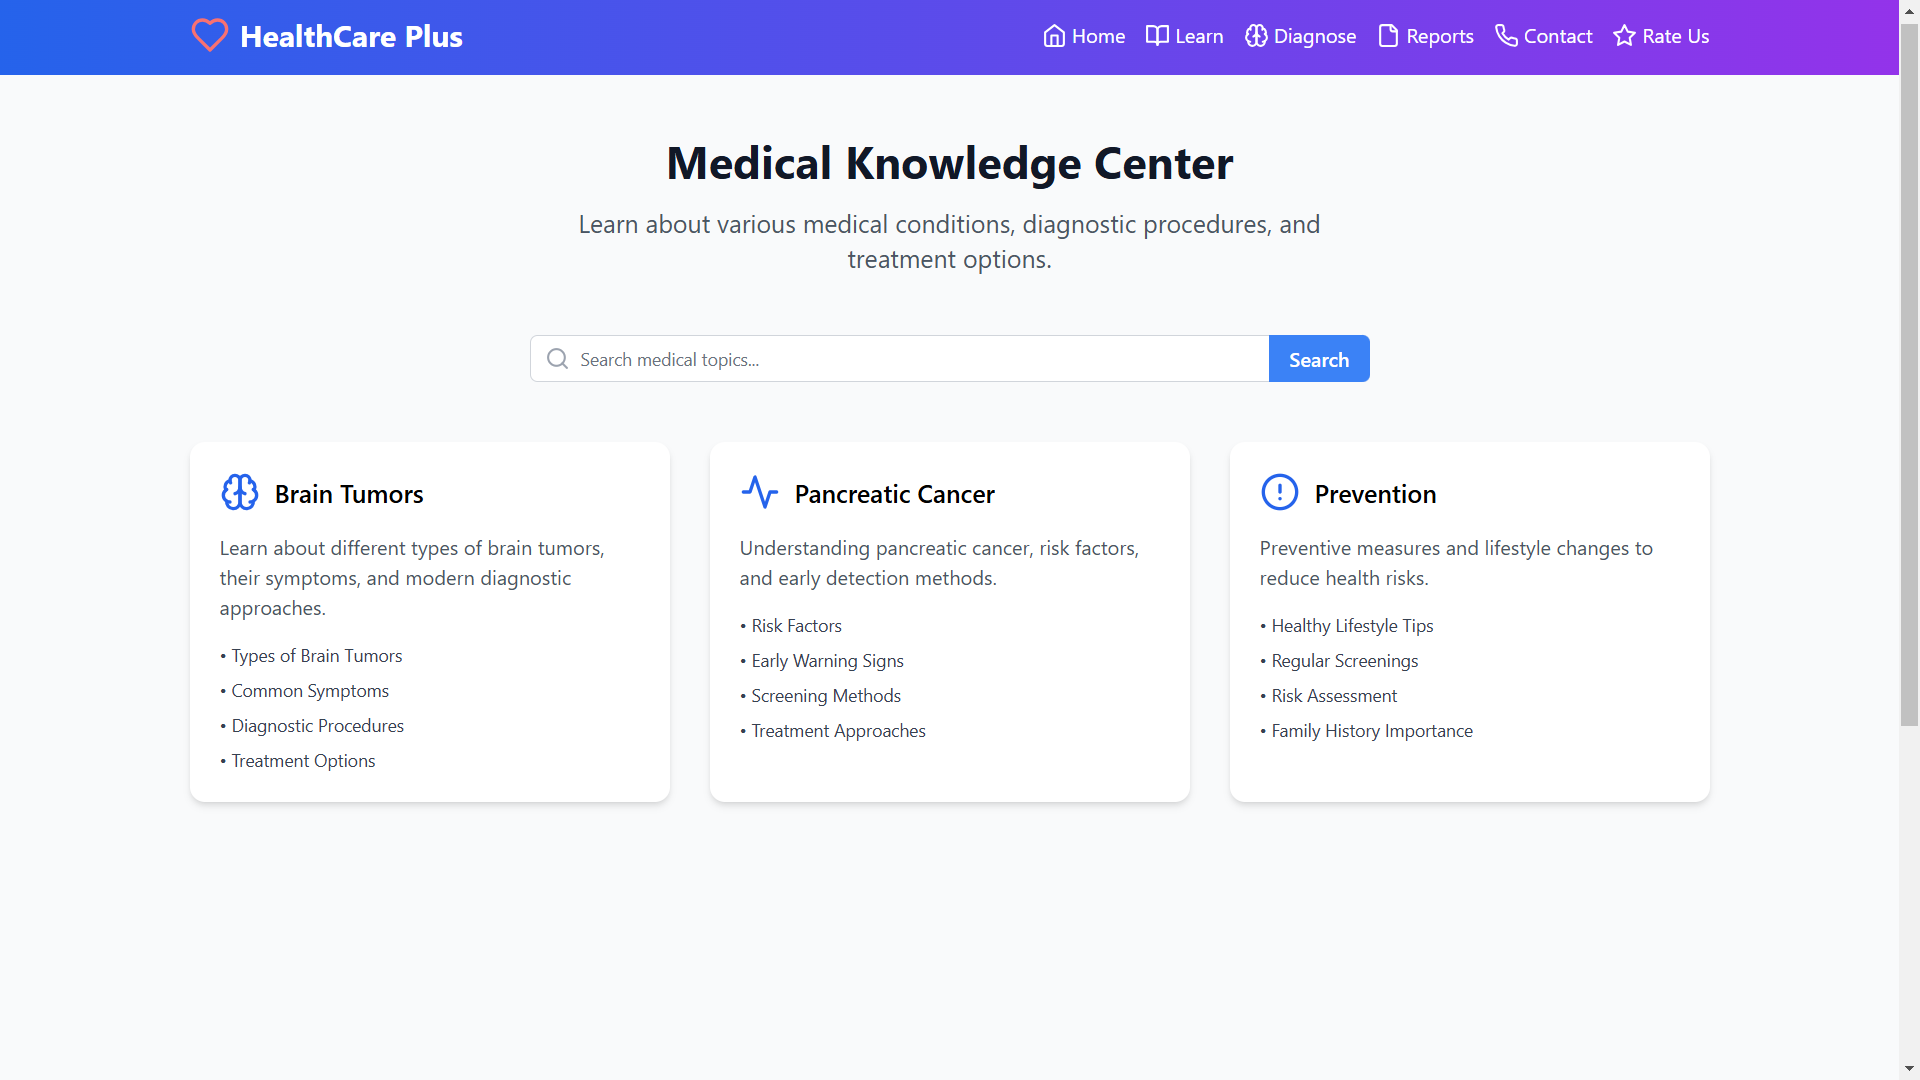 HealthCare Plus
Home Learn Diagnose Reports Contact Rate Us
Medical Knowledge Center
Learn about various medical conditions, diagnostic procedures, and
treatment options.
Search medical topics...
Search
Brain Tumors
Learn about different types of brain tumors,
their symptoms, and modern diagnostic
approaches.
• Types of Brain Tumors
• Common Symptoms
• Diagnostic Procedures
• Treatment Options
Pancreatic Cancer
Understanding pancreatic cancer, risk factors,
and early detection methods.
• Risk Factors
• Early Warning Signs
• Screening Methods
• Treatment Approaches
Prevention
Preventive measures and lifestyle changes to
reduce health risks.
• Healthy Lifestyle Tips
• Regular Screenings
• Risk Assessment
• Family History Importance